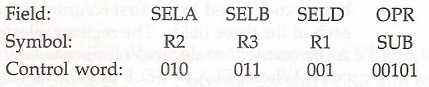 Field: SELA SELB SELD OPR
Symbol: R2 R3 R1 SUB
Control word: 010 011 001 00101